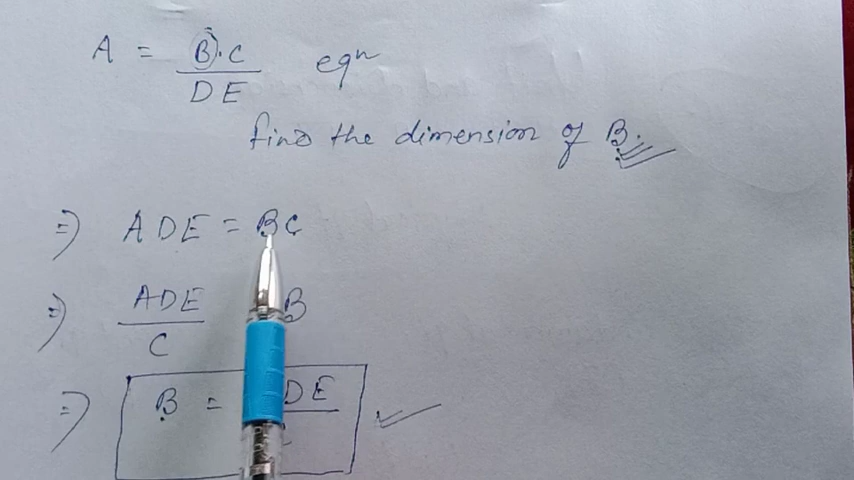 A = B·C / DE eqn
find the dimension of B.
⇒ ADE = BC
⇒ ADE / C B
⇒ B = DE